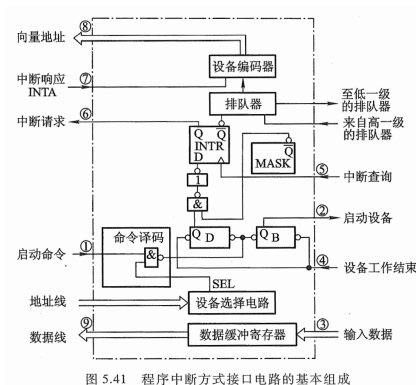 ⑧
向量地址
设备编码器
中断响应
INTA
⑦
排队器
至低一级
的排队器
中断请求
⑥
来自高一级
的排队器
Q Q̅
INTR
D
Q̅
MASK
⑤
中断查询
1
&
②
启动设备
命令译码
Q D
Q B
①
启动命令
&
④
设备工作结束
SEL
地址线
设备选择电路
⑨
数据线
数据缓冲寄存器
③
输入数据
图 5.41 程序中断方式接口电路的基本组成